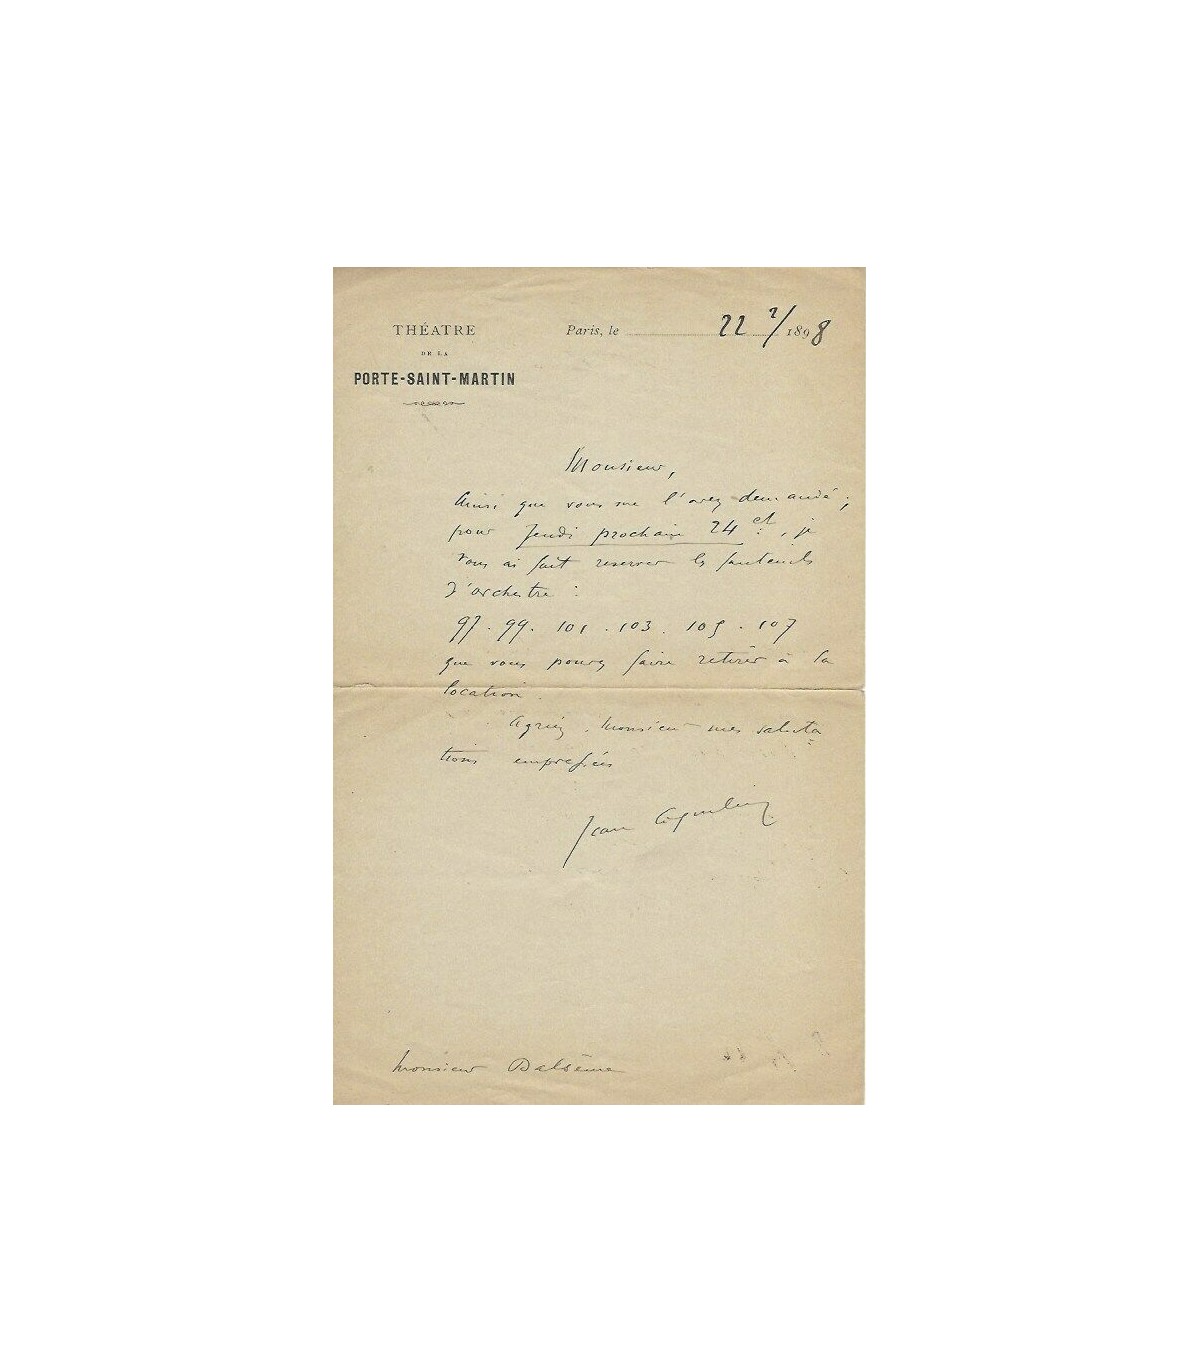 THÉATRE
DE LA
PORTE-SAINT-MARTIN
Paris, le 22 2/ 1898
Monsieur,
Ainsi que vous me l'avez demandé,
pour Jeudi prochain 24 ct, je
vous ai fait reserver les fauteuils
d'orchestre :
97 . 99 . 101 . 103 . 105 . 107
que vous pouvez faire retirer à la
location.
Agréez, Monsieur mes saluta
tions empressées
Jean Coquelin
Monsieur Dalsème